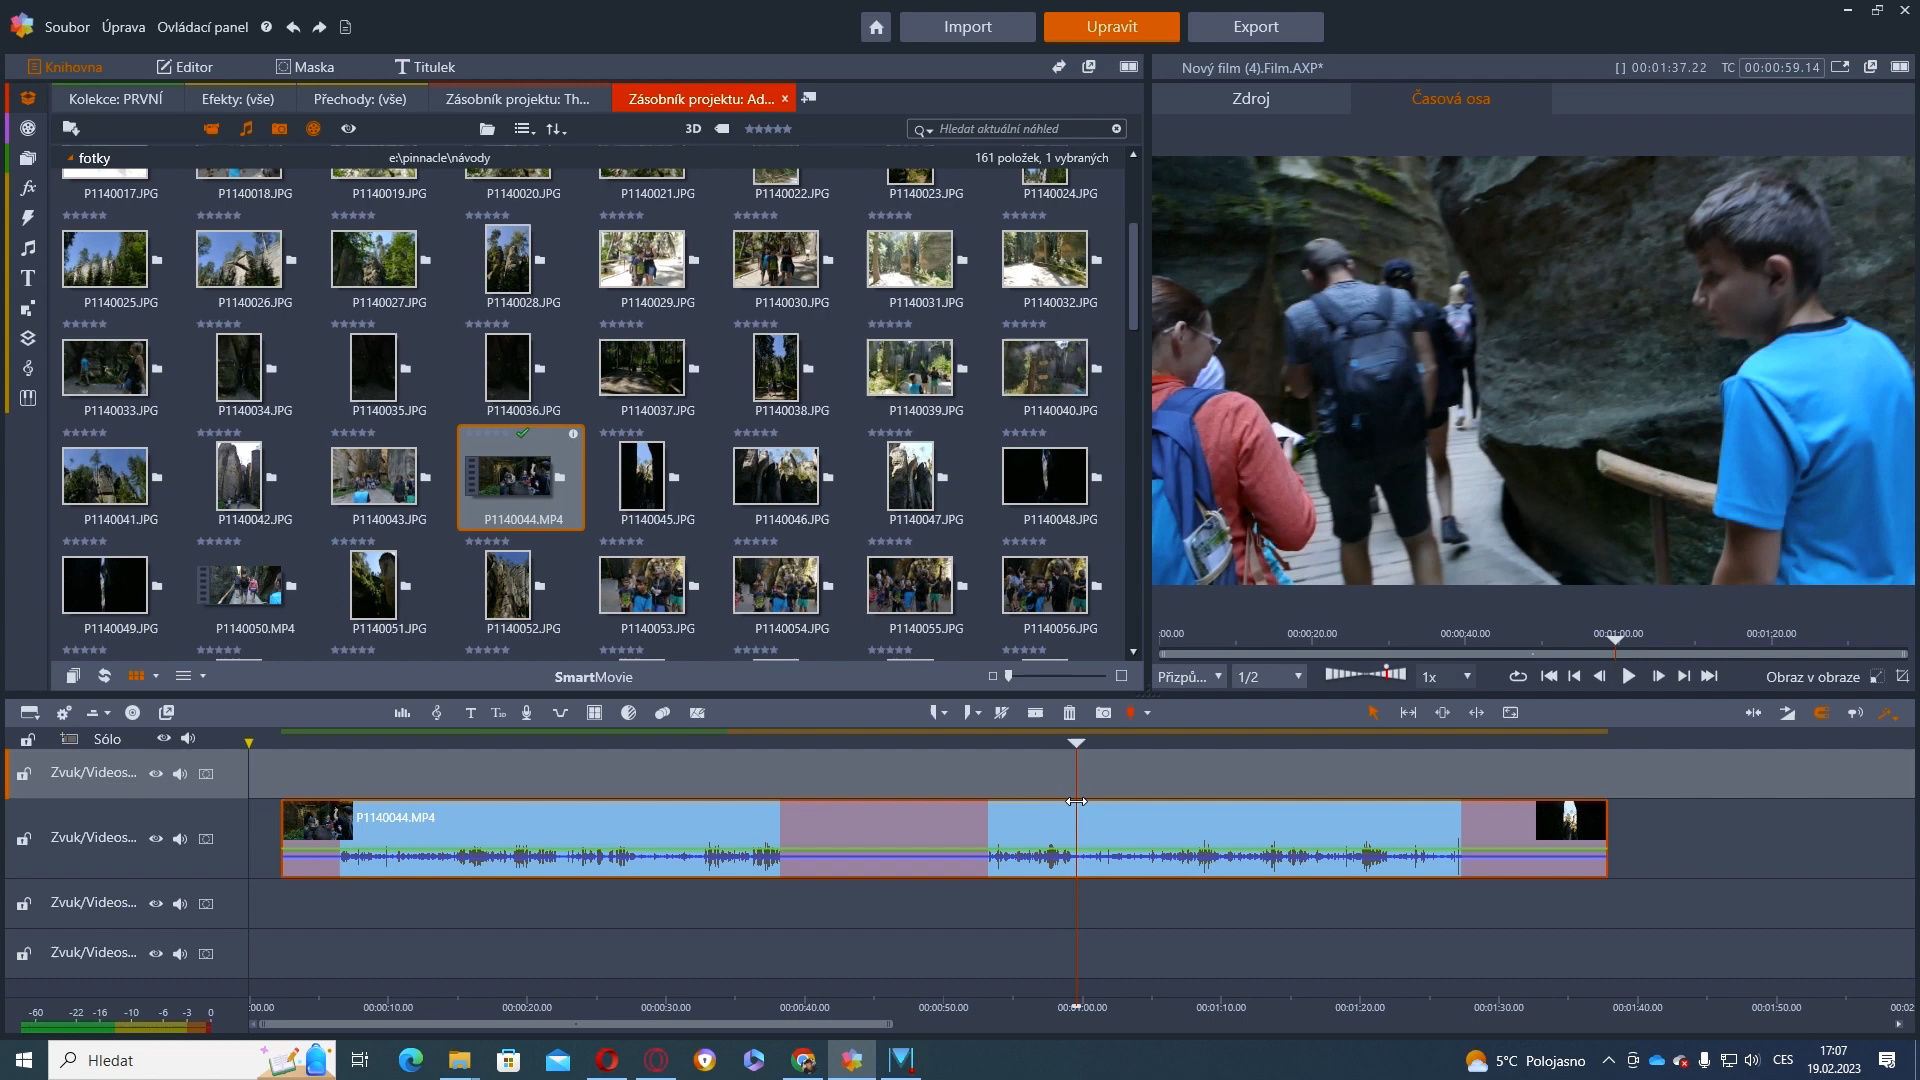 Soubor Úprava Ovládací panel
Import Upravit Export
Knihovna Editor Maska Titulek
Nový film (4).Film.AXP* [ ] 00:01:37.22 TC 00:00:59.14
Kolekce: PRVNÍ Efekty: (vše) Přechody: (vše) Zásobník projektu: Th... Zásobník projektu: Ad... x
Zdroj Časová osa
3D Hledat aktuální náhled
fotky e:\pinnacle\návody 161 položek, 1 vybraných
P1140017.JPG P1140018.JPG P1140019.JPG P1140020.JPG P1140021.JPG P1140022.JPG P1140023.JPG P1140024.JPG
P1140025.JPG P1140026.JPG P1140027.JPG P1140028.JPG P1140029.JPG P1140030.JPG P1140031.JPG P1140032.JPG
P1140033.JPG P1140034.JPG P1140035.JPG P1140036.JPG P1140037.JPG P1140038.JPG P1140039.JPG P1140040.JPG
P1140041.JPG P1140042.JPG P1140043.JPG P1140044.MP4 P1140045.JPG P1140046.JPG P1140047.JPG P1140048.JPG
P1140049.JPG P1140050.MP4 P1140051.JPG P1140052.JPG P1140053.JPG P1140054.JPG P1140055.JPG P1140056.JPG
:00.00 00:00:20.00 00:00:40.00 00:01:00.00 00:01:20.00
SmartMovie
Přizpů... 1/2 1x Obraz v obraze
Sólo
Zvuk/Videos...
Zvuk/Videos... P1140044.MP4
Zvuk/Videos...
Zvuk/Videos...
:00.00 00:00:10.00 00:00:20.00 00:00:30.00 00:00:40.00 00:00:50.00 00:01:00.00 00:01:10.00 00:01:20.00 00:01:30.00 00:01:40.00 00:01:50.00 00:02
-60 -22 -16 -10 -6 -3 0
Hledat
5°C Polojasno CES 17:07
19.02.2023